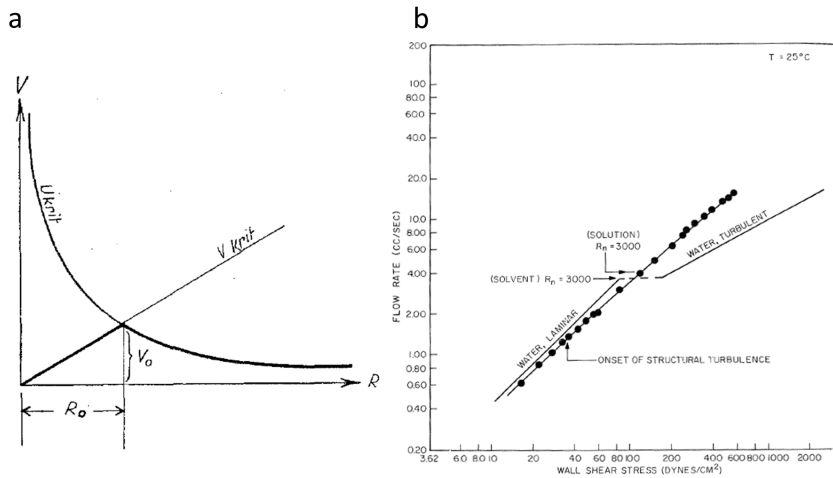 a
V
Ukrit
V krit
V₀
R
R₀
b
T = 25°C
200
100
80.0
60.0
40.0
20.0
10.0
8.00
6.00
4.00
2.00
1.00
0.80
0.60
0.40
0.20
FLOW RATE (CC/SEC)
(SOLUTION)
Rₙ = 3000
(SOLVENT) Rₙ = 3000
WATER, TURBULENT
WATER, LAMINAR
ONSET OF STRUCTURAL TURBULENCE
3.62 6.0 8.0 10 20 40 60 80 100 200 400 600 800 1000 2000
WALL SHEAR STRESS (DYNES/CM²)